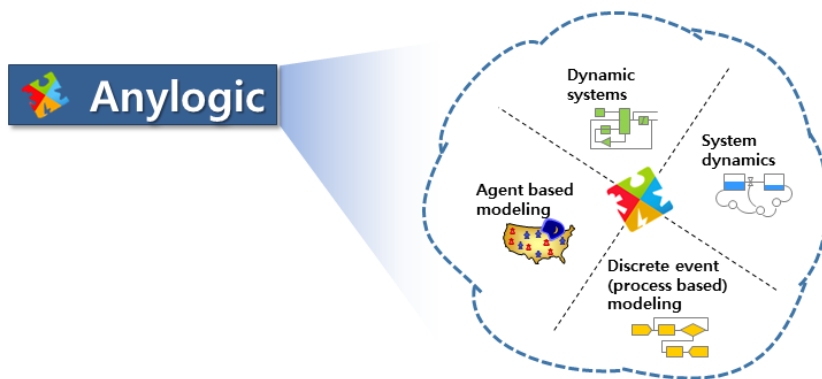 Anylogic
Dynamic
systems
System
dynamics
Agent based
modeling
Discrete event
(process based)
modeling